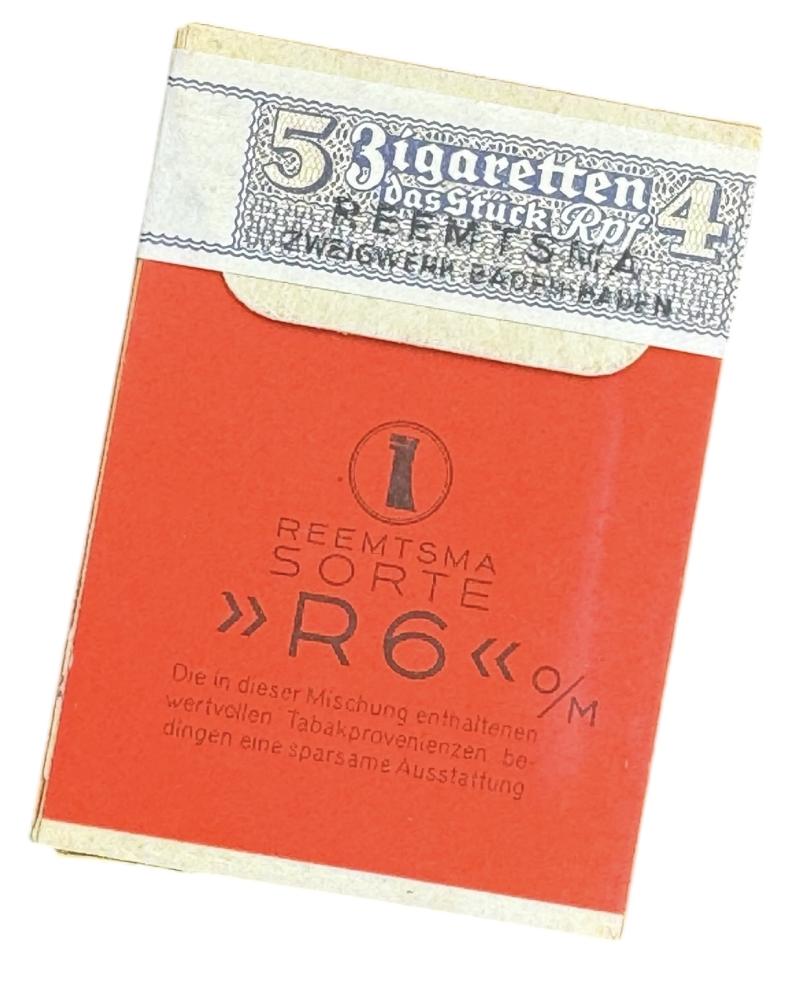 5 Zigaretten 4
das Stück Rpf
REEMTSMA
ZWEIGWERK BADEN-BADEN
REEMTSMA
SORTE
»R6« O/M
Die in dieser Mischung enthaltenen
wertvollen Tabakprovenienzen be-
dingen eine sparsame Ausstattung